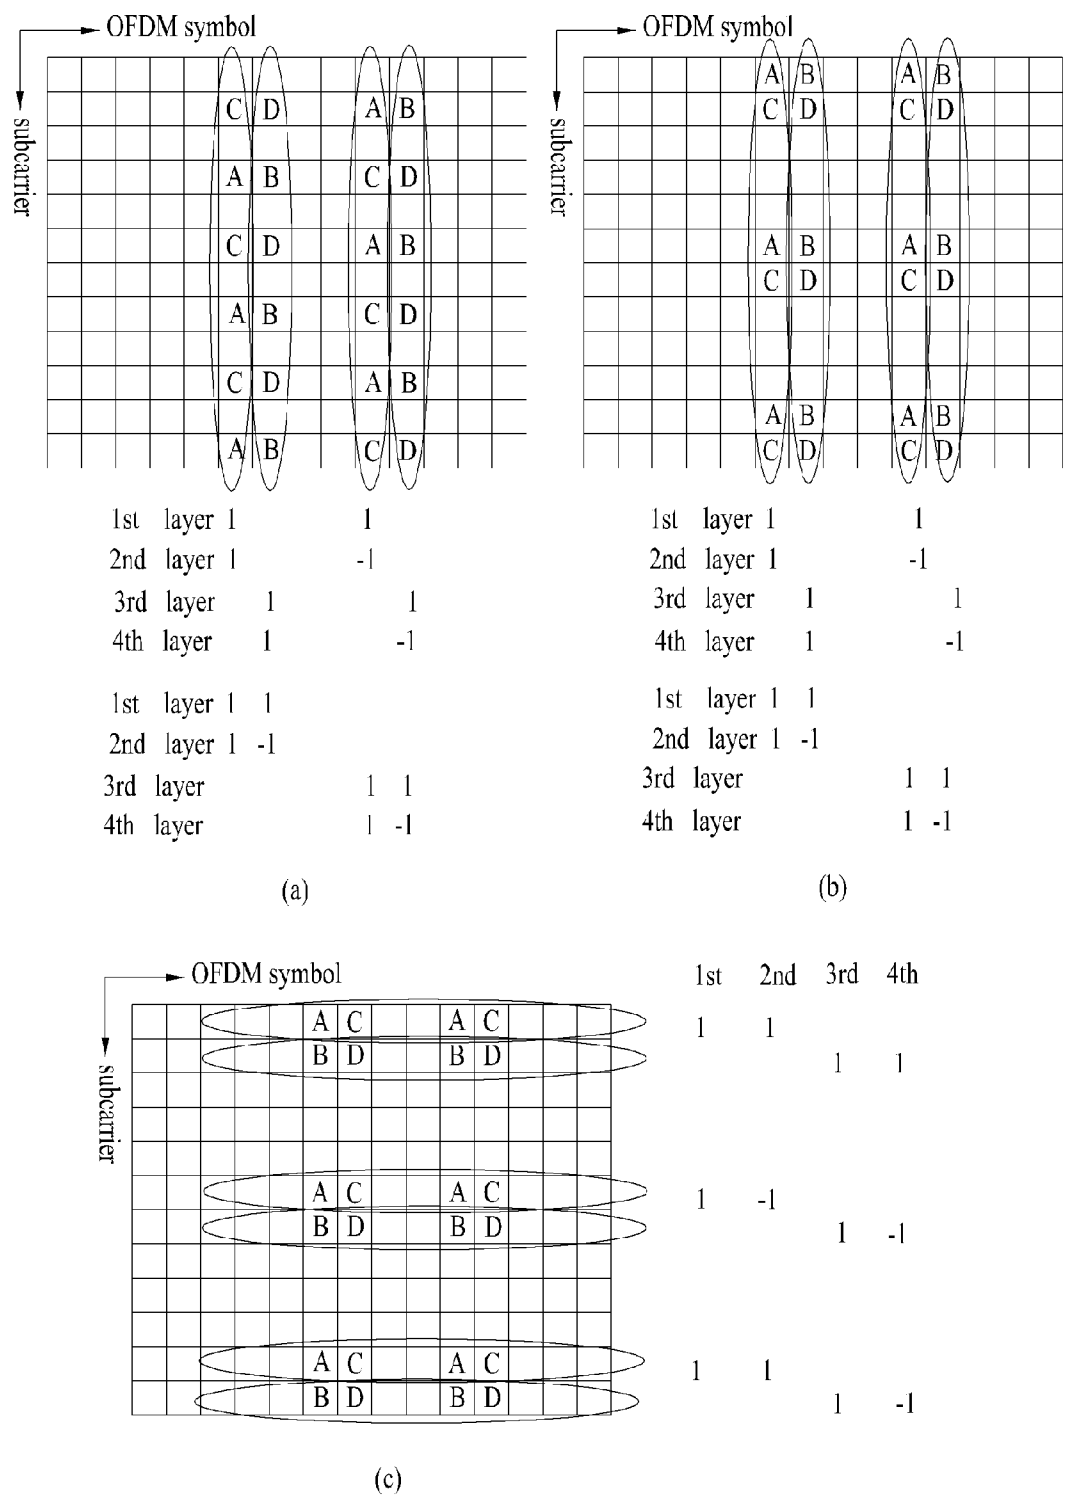 OFDM symbol
subcarrier
C D A B
A B C D
C D A B
A B C D
C D A B
A B C D
1st layer 1 1
2nd layer 1 -1
3rd layer 1 1
4th layer 1 -1
1st layer 1 1
2nd layer 1 -1
3rd layer 1 1
4th layer 1 -1
(a)
OFDM symbol
subcarrier
A B A B
C D C D
A B A B
C D C D
A B A B
C D C D
1st layer 1 1
2nd layer 1 -1
3rd layer 1 1
4th layer 1 -1
1st layer 1 1
2nd layer 1 -1
3rd layer 1 1
4th layer 1 -1
(b)
OFDM symbol 1st 2nd 3rd 4th
subcarrier
A C A C 1 1
B D B D 1 1
A C A C 1 -1
B D B D 1 -1
A C A C 1 1
B D B D 1 -1
(c)